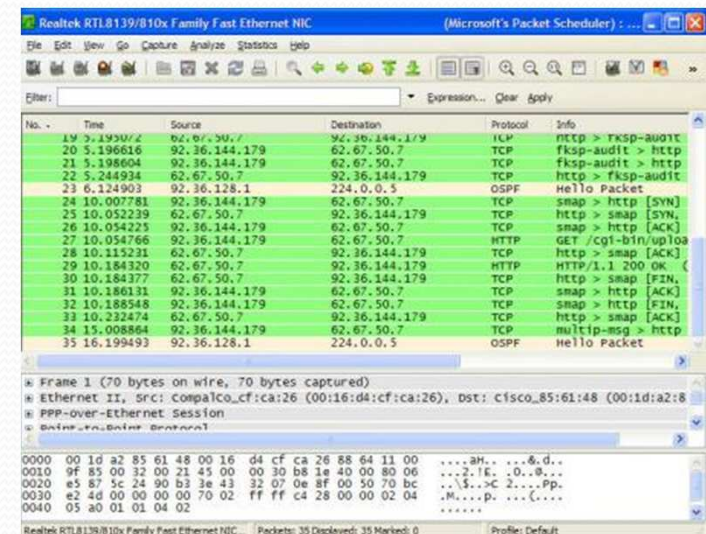 Realtek RTL8139/810x Family Fast Ethernet NIC (Microsoft's Packet Scheduler) : ...
File Edit View Go Capture Analyze Statistics Help
Filter: Expression... Clear Apply
No. - Time Source Destination Protocol Info
19 5.195072 62.67.50.7 92.36.144.179 TCP http > fksp-audit
20 5.196616 92.36.144.179 62.67.50.7 TCP fksp-audit > http
21 5.198604 92.36.144.179 62.67.50.7 TCP fksp-audit > http
22 5.244934 62.67.50.7 92.36.144.179 TCP http > fksp-audit
23 6.124903 92.36.128.1 224.0.0.5 OSPF Hello Packet
24 10.007781 92.36.144.179 62.67.50.7 TCP smap > http [SYN]
25 10.052239 62.67.50.7 92.36.144.179 TCP http > smap [SYN,
26 10.054225 92.36.144.179 62.67.50.7 TCP smap > http [ACK]
27 10.054766 92.36.144.179 62.67.50.7 HTTP GET /cgi-bin/uploa
28 10.115231 62.67.50.7 92.36.144.179 TCP http > smap [ACK]
29 10.184320 62.67.50.7 92.36.144.179 HTTP HTTP/1.1 200 OK (
30 10.184377 62.67.50.7 92.36.144.179 TCP http > smap [FIN,
31 10.186131 92.36.144.179 62.67.50.7 TCP smap > http [ACK]
32 10.188548 92.36.144.179 62.67.50.7 TCP smap > http [FIN,
33 10.232474 62.67.50.7 92.36.144.179 TCP http > smap [ACK]
34 15.008864 92.36.144.179 62.67.50.7 TCP multip-msg > http
35 16.199493 92.36.128.1 224.0.0.5 OSPF Hello Packet
Frame 1 (70 bytes on wire, 70 bytes captured)
Ethernet II, Src: CompalCo_cf:ca:26 (00:16:d4:cf:ca:26), Dst: Cisco_85:61:48 (00:1d:a2:8
PPP-over-Ethernet Session
Point-to-Point Protocol
0000 00 1d a2 85 61 48 00 16 d4 cf ca 26 88 64 11 00 ....aH.. ...&.d..
0010 9f 85 00 32 00 21 45 00 00 30 b8 1e 40 00 80 06 ...2.!E. .0..@...
0020 e5 87 5c 24 90 b3 3e 43 32 07 0e 8f 00 50 70 bc ..\$..>C 2....Pp.
0030 e2 4d 00 00 00 00 70 02 ff ff c4 28 00 00 02 04 .M....p. ...(....
0040 05 a0 01 01 04 02 ......
Realtek RTL8139/810x Family Fast Ethernet NIC... Packets: 35 Displayed: 35 Marked: 0 Profile: Default